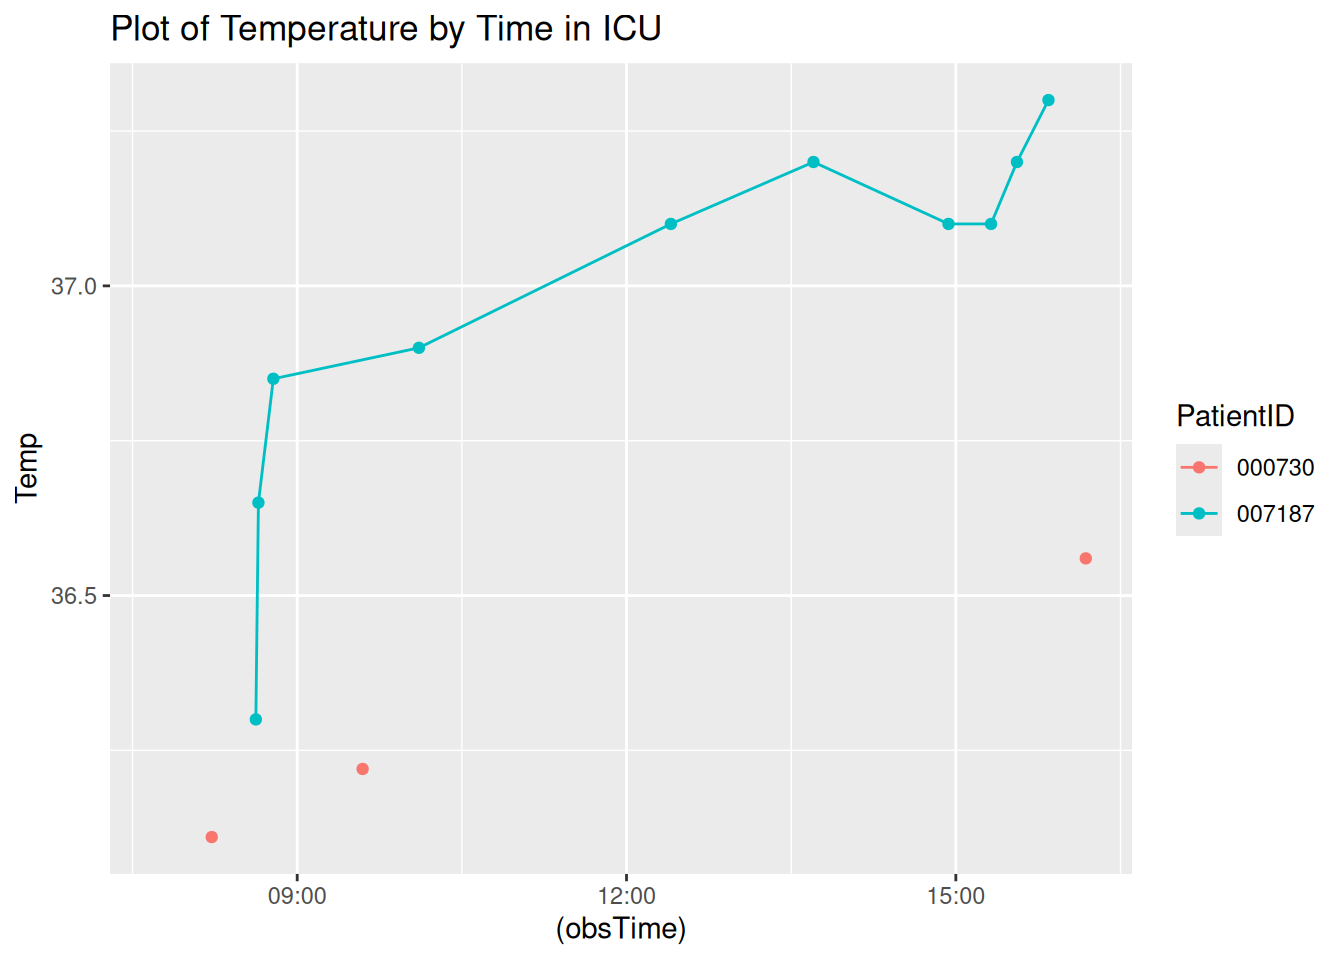 Plot of Temperature by Time in ICU
Temp
37.0
36.5
09:00
12:00
15:00
(obsTime)
PatientID
000730
007187